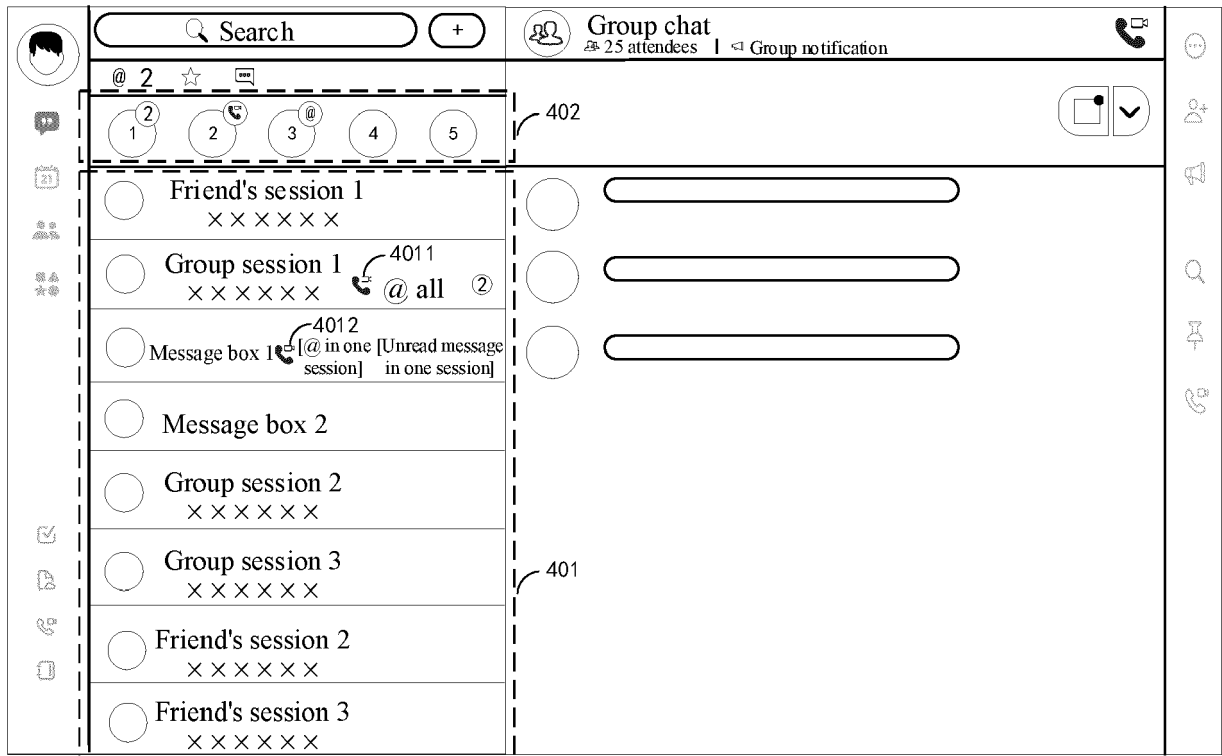 Search
+
Group chat
25 attendees
Group notification
@ 2
402
1
2
2
3
@
4
5
21
Friend's session 1
××××××
Group session 1
4011
××××××
@ all
2
4012
Message box 1
[@ in one
session]
[Unread message
in one session]
Message box 2
Group session 2
××××××
Group session 3
××××××
401
Friend's session 2
××××××
Friend's session 3
××××××